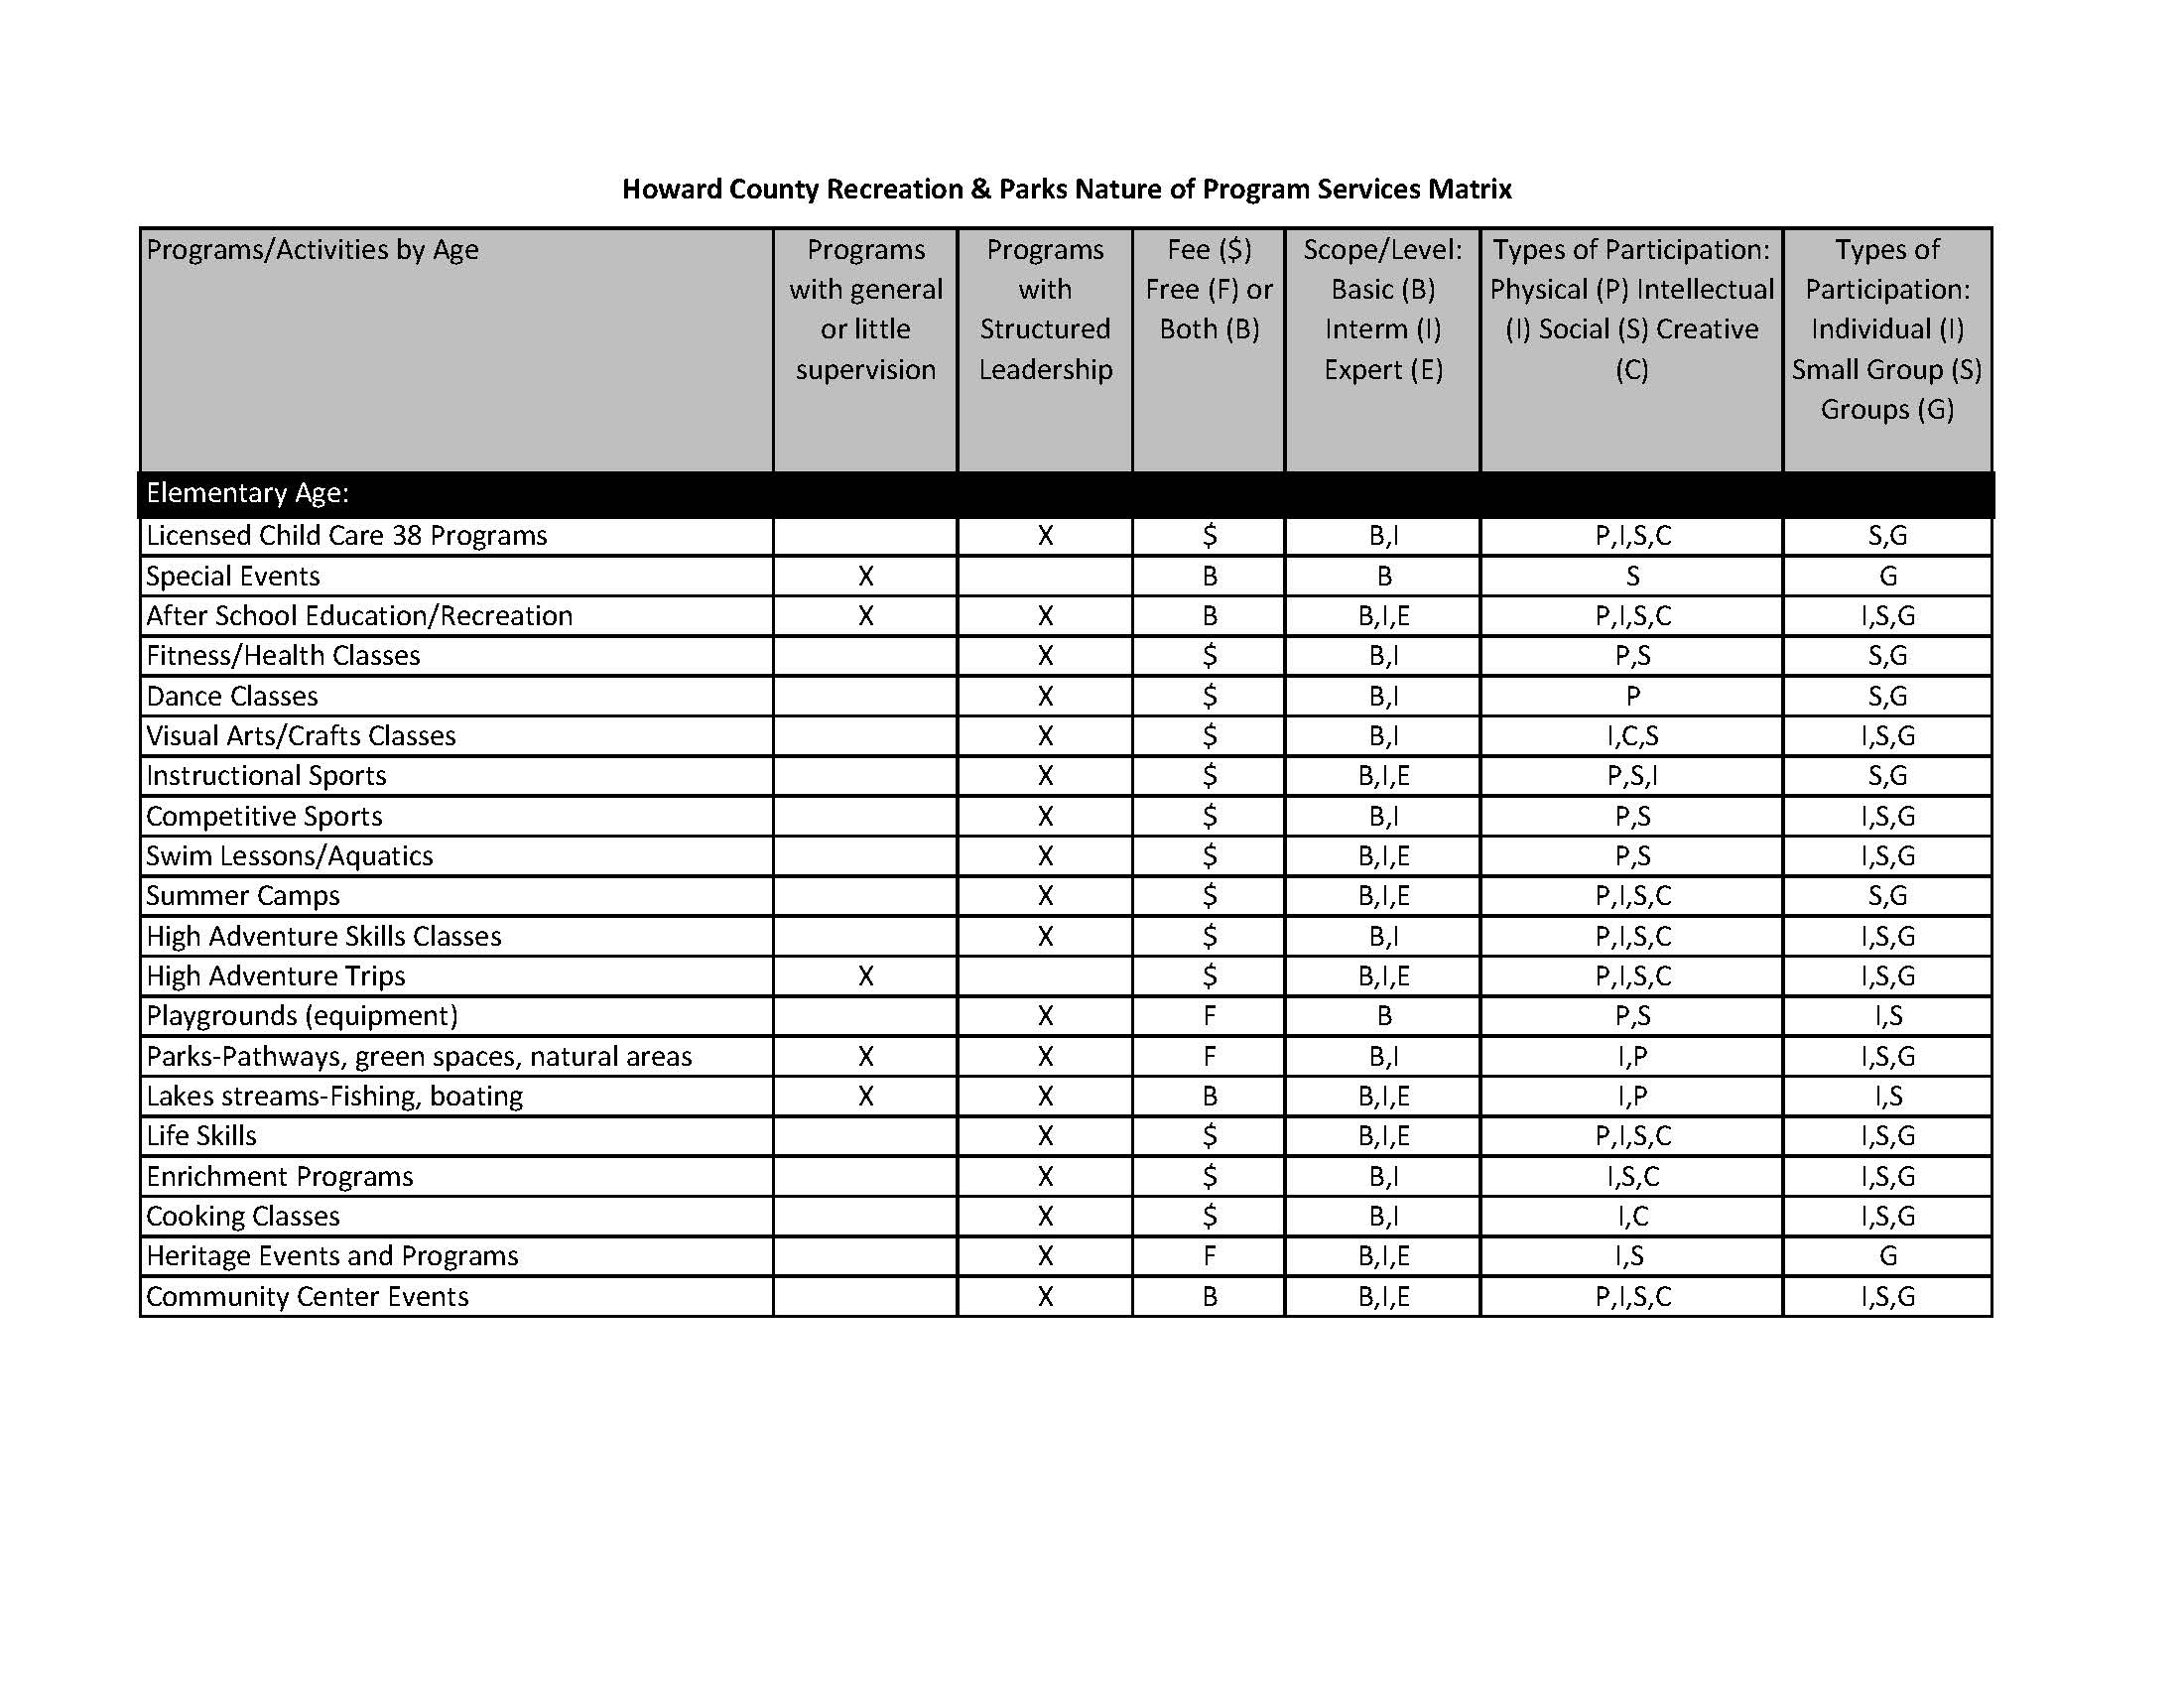 Howard County Recreation & Parks Nature of Program Services Matrix
Programs/Activities by Age
Programs
with general
or little
supervision
Programs
with
Structured
Leadership
Fee ($)
Free (F) or
Both (B)
Scope/Level:
Basic (B)
Interm (I)
Expert (E)
Types of Participation:
Physical (P) Intellectual
(I) Social (S) Creative
(C)
Types of
Participation:
Individual (I)
Small Group (S)
Groups (G)
Elementary Age:
Licensed Child Care 38 Programs X $ B,I P,I,S,C S,G
Special Events X B B S G
After School Education/Recreation X X B B,I,E P,I,S,C I,S,G
Fitness/Health Classes X $ B,I P,S S,G
Dance Classes X $ B,I P S,G
Visual Arts/Crafts Classes X $ B,I I,C,S I,S,G
Instructional Sports X $ B,I,E P,S,I S,G
Competitive Sports X $ B,I P,S I,S,G
Swim Lessons/Aquatics X $ B,I,E P,S I,S,G
Summer Camps X $ B,I,E P,I,S,C S,G
High Adventure Skills Classes X $ B,I P,I,S,C I,S,G
High Adventure Trips X $ B,I,E P,I,S,C I,S,G
Playgrounds (equipment) X F B P,S I,S
Parks-Pathways, green spaces, natural areas X X F B,I I,P I,S,G
Lakes streams-Fishing, boating X X B B,I,E I,P I,S
Life Skills X $ B,I,E P,I,S,C I,S,G
Enrichment Programs X $ B,I I,S,C I,S,G
Cooking Classes X $ B,I I,C I,S,G
Heritage Events and Programs X F B,I,E I,S G
Community Center Events X B B,I,E P,I,S,C I,S,G